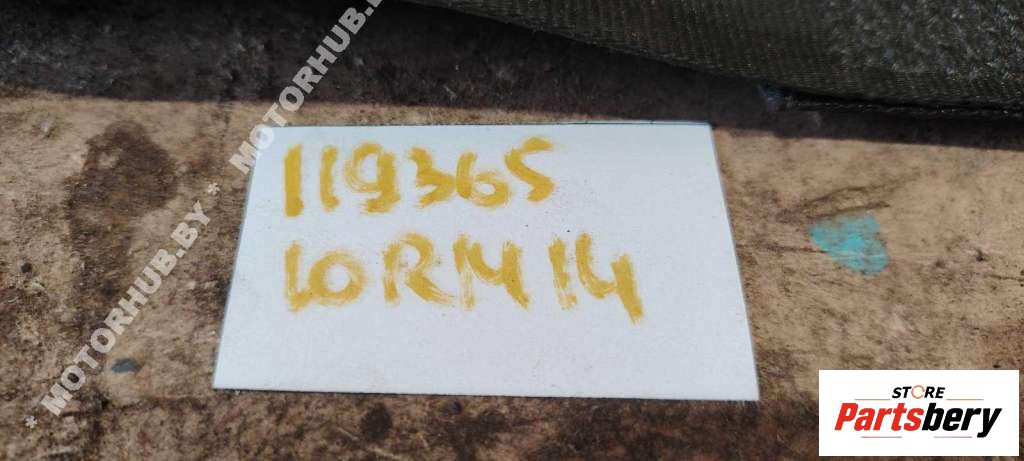 119365
10RM14
* MOTORHUB.BY * MOTORHUB.BY
STORE
Partsbery